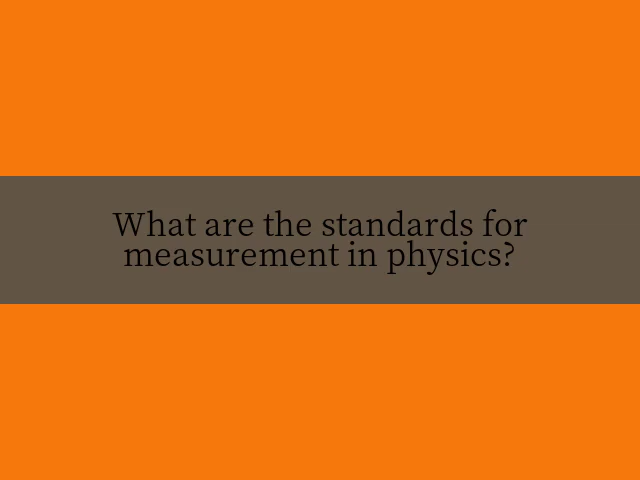 What are the standards for
measurement in physics?